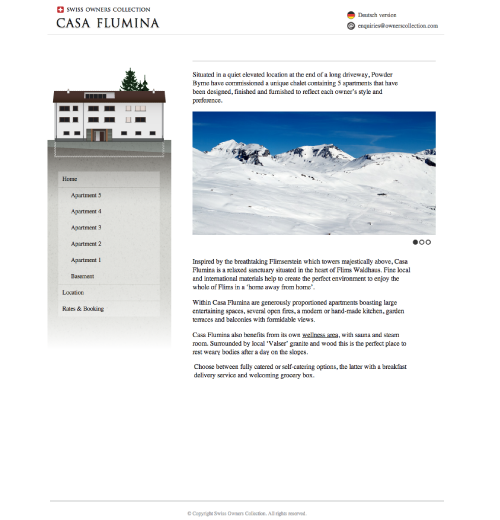 SWISS OWNERS COLLECTION
CASA FLUMINA
Deutsch version
enquiries@ownerscollection.com
Home
Apartment 5
Apartment 4
Apartment 3
Apartment 2
Apartment 1
Basement
Location
Rates & Booking
Situated in a quiet elevated location at the end of a long driveway, Powder
Byrne have commissioned a unique chalet containing 5 apartments that have
been designed, finished and furnished to reflect each owner's style and
preference.
Inspired by the breathtaking Flimserstein which towers majestically above, Casa
Flumina is a relaxed sanctuary situated in the heart of Flims Waldhaus. Fine local
and international materials help to create the perfect environment to enjoy the
whole of Flims in a 'home away from home'.
Within Casa Flumina are generously proportioned apartments boasting large
entertaining spaces, several open fires, a modern or hand-made kitchen, garden
terraces and balconies with formidable views.
Casa Flumina also benefits from its own wellness area, with sauna and steam
room. Surrounded by local 'Valser' granite and wood this is the perfect place to
rest weary bodies after a day on the slopes.
Choose between fully catered or self-catering options, the latter with a breakfast
delivery service and welcoming grocery box.
© Copyright Swiss Owners Collection. All rights reserved.